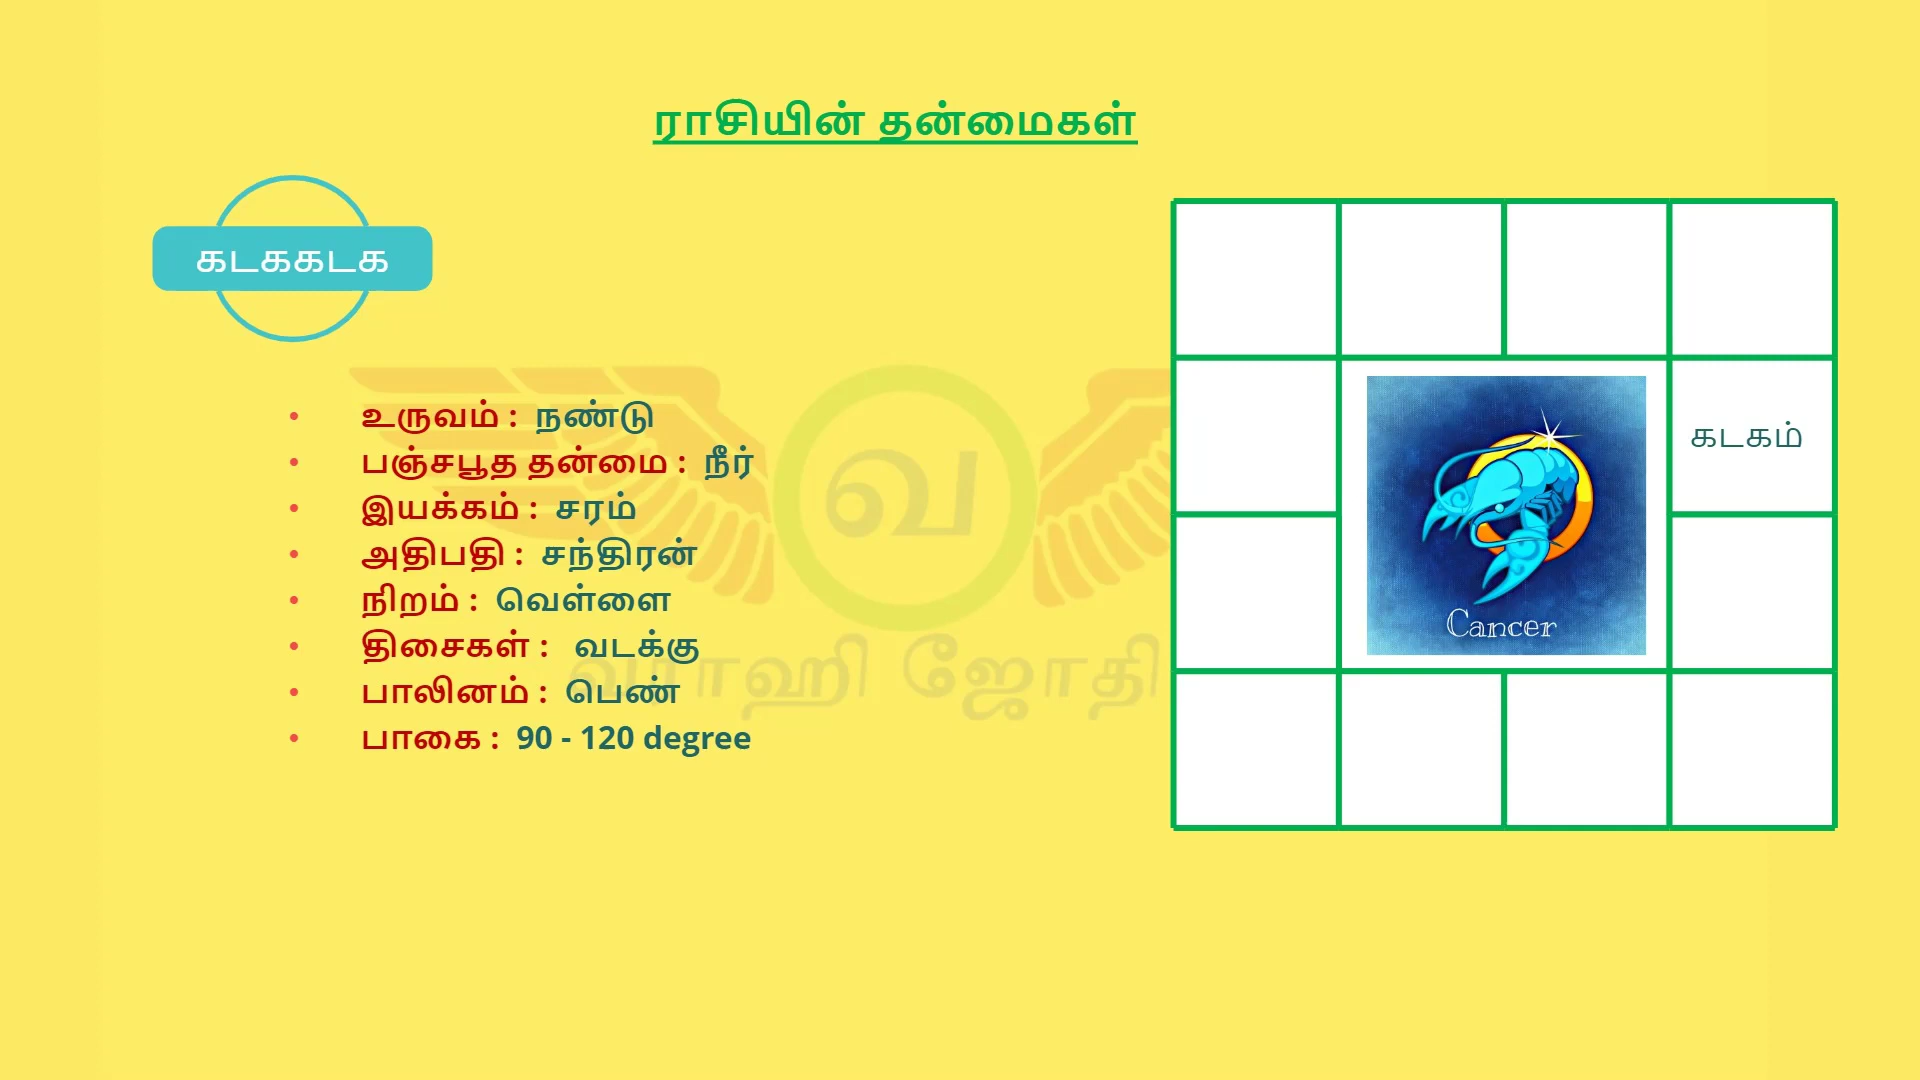 ராசியின் தன்மைகள்
கடககடக
• உருவம் : நண்டு
• பஞ்சபூத தன்மை : நீர்
• இயக்கம் : சரம்
• அதிபதி : சந்திரன்
• நிறம் : வெள்ளை
• திசைகள் : வடக்கு
• பாலினம் : பெண்
• பாகை : 90 - 120 degree
கடகம்
Cancer
வ
வராஹி ஜோதி